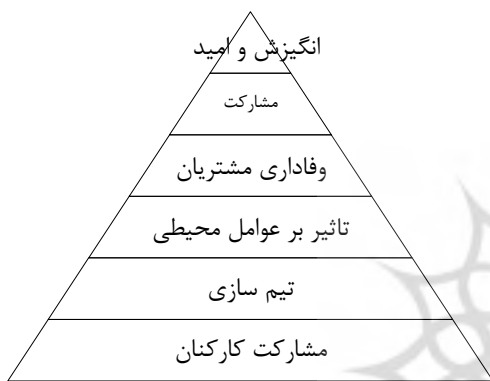 انگیزش و امید
مشارکت
وفاداری مشتریان
تاثیر بر عوامل محیطی
تیم سازی
مشارکت کارکنان